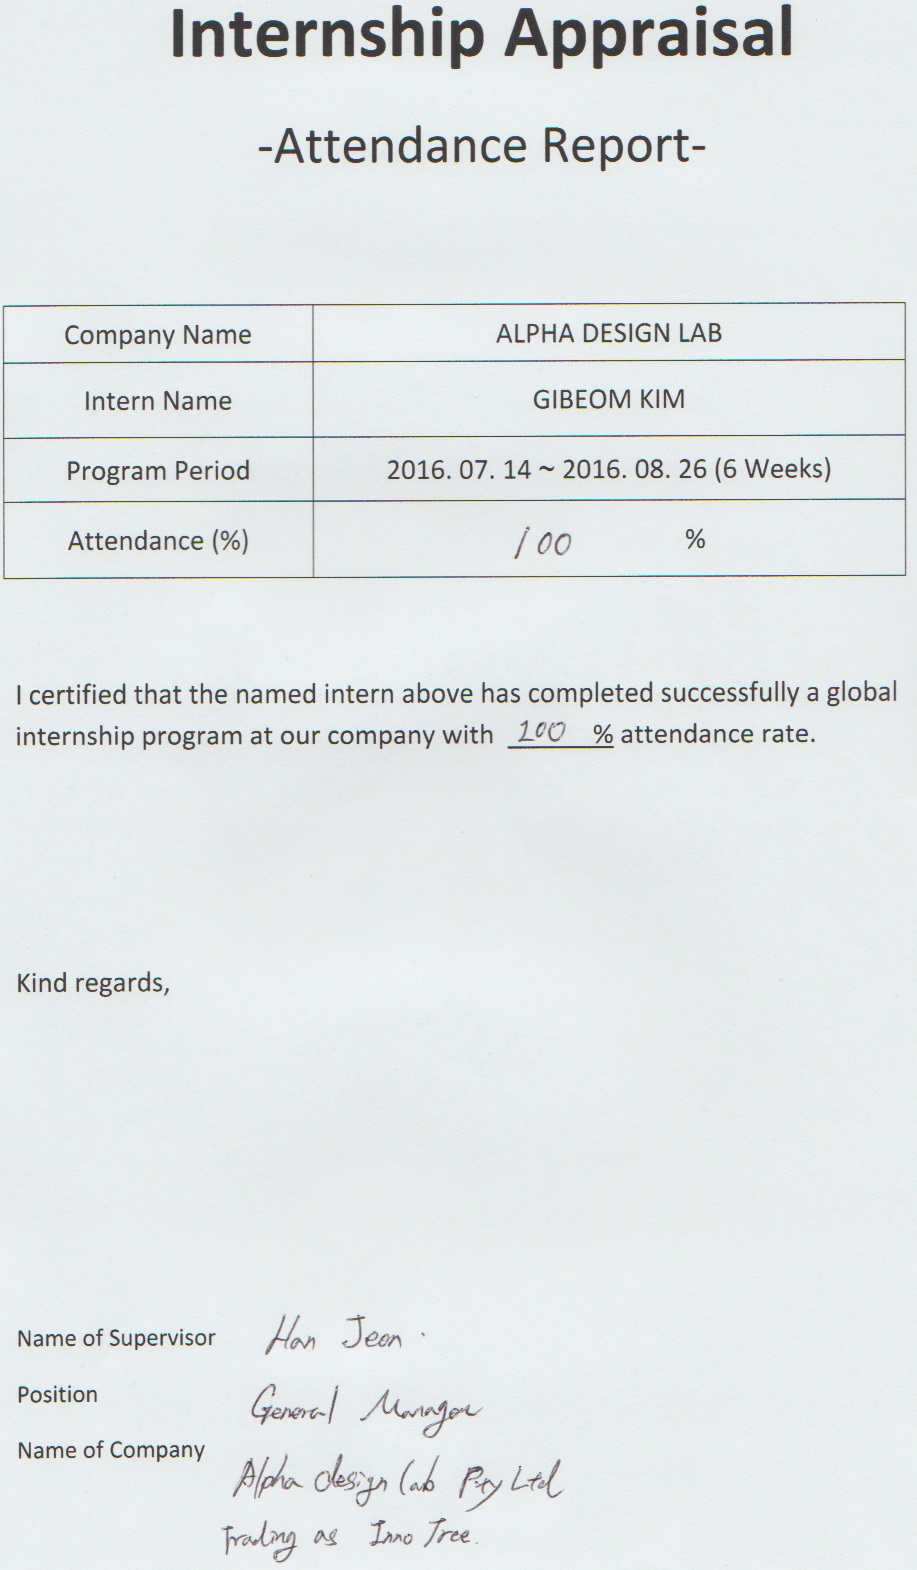 Internship Appraisal
-Attendance Report-
Company Name ALPHA DESIGN LAB
Intern Name GIBEOM KIM
Program Period 2016. 07. 14 ~ 2016. 08. 26 (6 Weeks)
Attendance (%) 100 %
I certified that the named intern above has completed successfully a global
internship program at our company with 100 % attendance rate.
Kind regards,
Name of Supervisor Han Jeon.
Position General Manager
Name of Company Alpha design Lab Pty Ltd
Trading as Inno Tree.